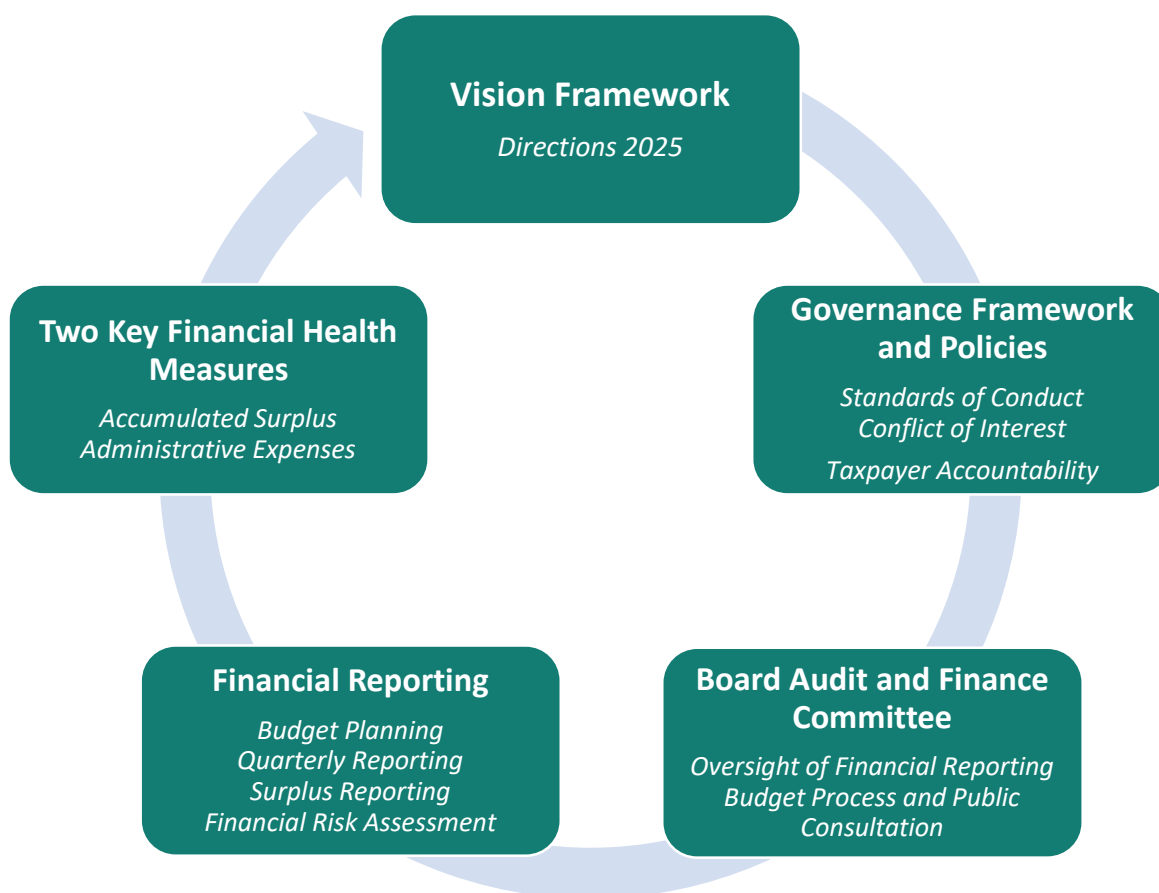 Vision Framework
Directions 2025
Governance Framework
and Policies
Standards of Conduct
Conflict of Interest
Taxpayer Accountability
Board Audit and Finance
Committee
Oversight of Financial Reporting
Budget Process and Public
Consultation
Financial Reporting
Budget Planning
Quarterly Reporting
Surplus Reporting
Financial Risk Assessment
Two Key Financial Health
Measures
Accumulated Surplus
Administrative Expenses